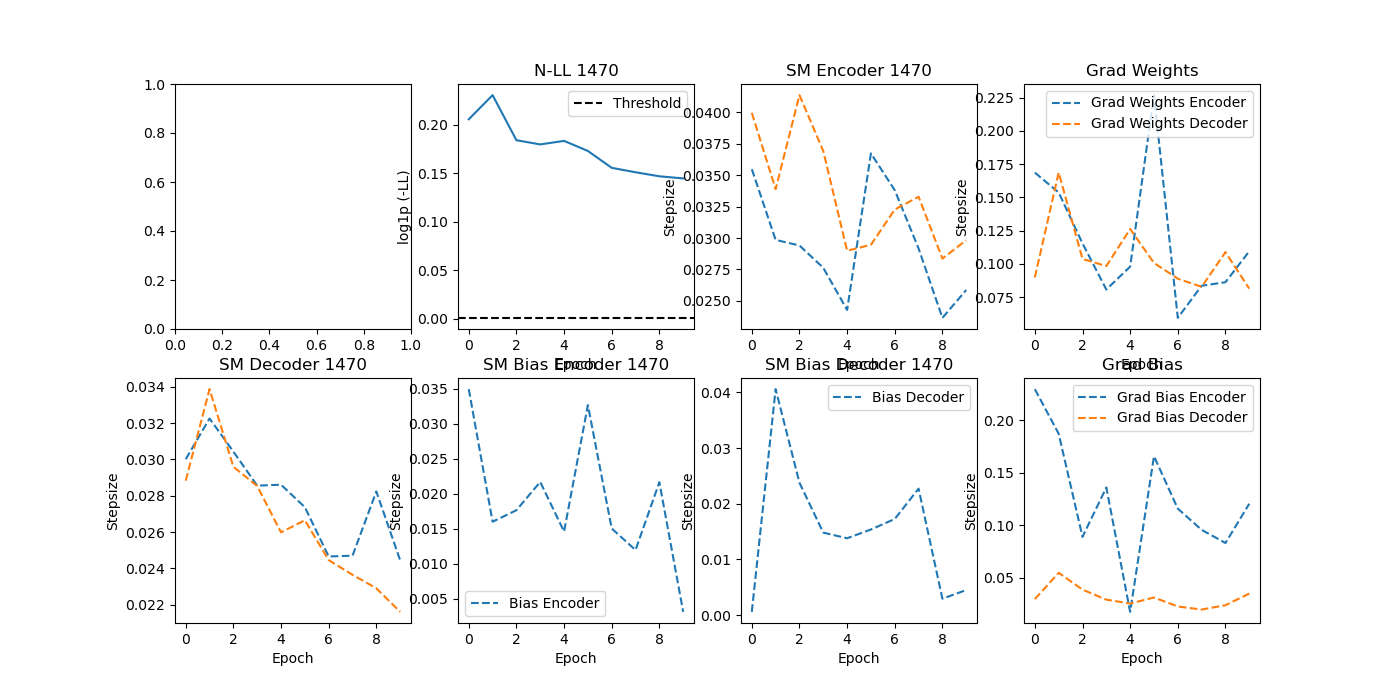 N-LL 1470
SM Encoder 1470
Grad Weights
1.0
0.8
0.6
0.4
0.2
0.0
0.0 0.2 0.4 0.6 0.8 1.0
log1p (-LL)
0.20
0.15
0.10
0.05
0.00
Threshold
0 2 4 6 8
Epoch
Stepsize
0.0400
0.0375
0.0350
0.0325
0.0300
0.0275
0.0250
0 2 4 6 8
Epoch
Stepsize
0.225
0.200
0.175
0.150
0.125
0.100
0.075
Grad Weights Encoder
Grad Weights Decoder
0 2 4 6 8
Epoch
SM Decoder 1470
SM Bias Encoder 1470
SM Bias Decoder 1470
Grad Bias
Stepsize
0.034
0.032
0.030
0.028
0.026
0.024
0.022
0 2 4 6 8
Epoch
Stepsize
0.035
0.030
0.025
0.020
0.015
0.010
0.005
Bias Encoder
0 2 4 6 8
Epoch
Stepsize
0.04
0.03
0.02
0.01
0.00
Bias Decoder
0 2 4 6 8
Epoch
Stepsize
0.20
0.15
0.10
0.05
Grad Bias Encoder
Grad Bias Decoder
0 2 4 6 8
Epoch